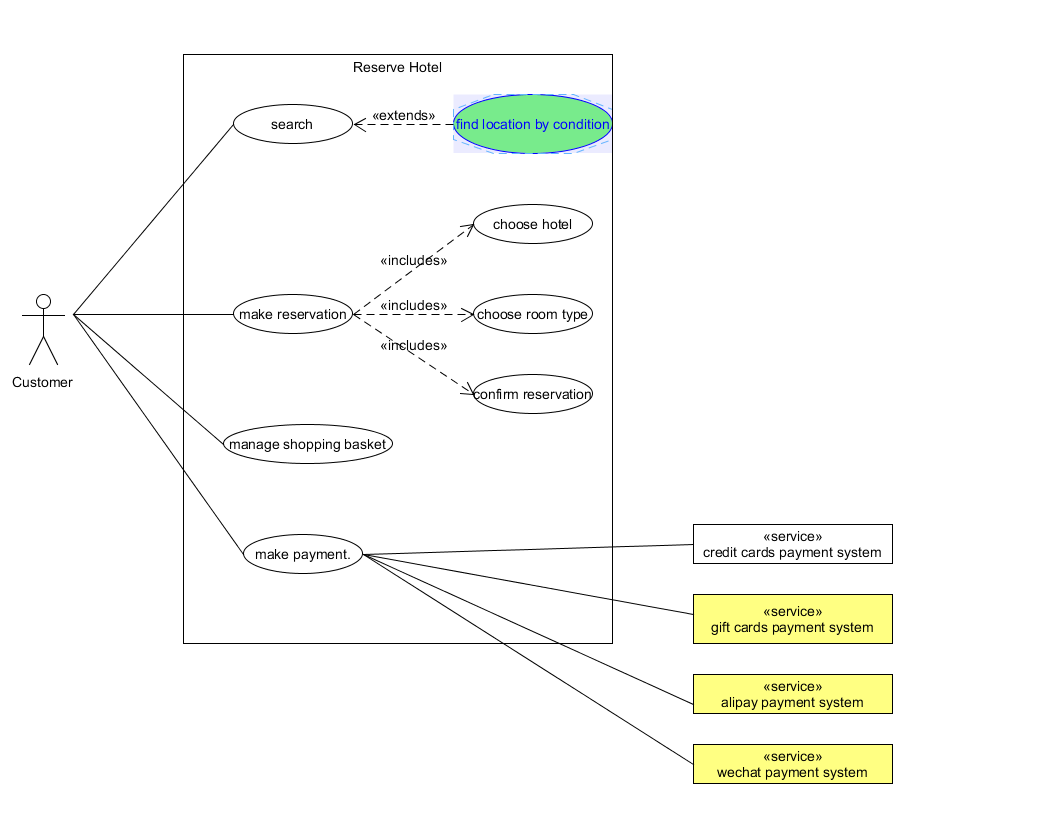 Reserve Hotel
search
«extends»
find location by condition
choose hotel
«includes»
make reservation
«includes»
choose room type
«includes»
confirm reservation
Customer
manage shopping basket
make payment.
«service»
credit cards payment system
«service»
gift cards payment system
«service»
alipay payment system
«service»
wechat payment system